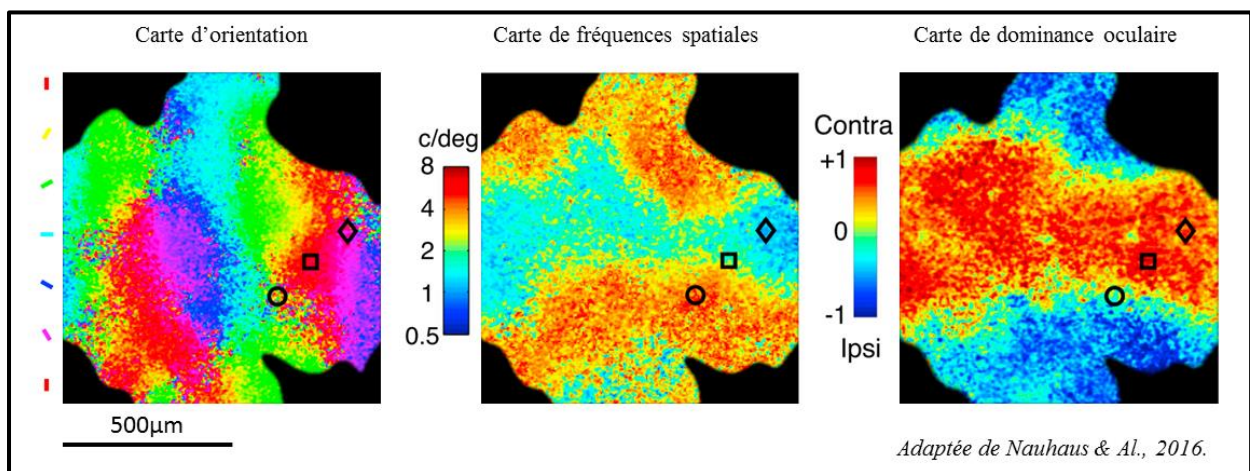 Carte d’orientation
Carte de fréquences spatiales
Carte de dominance oculaire
c/deg
8
4
2
1
0.5
Contra
+1
0
-1
Ipsi
500µm
Adaptée de Nauhaus & Al., 2016.